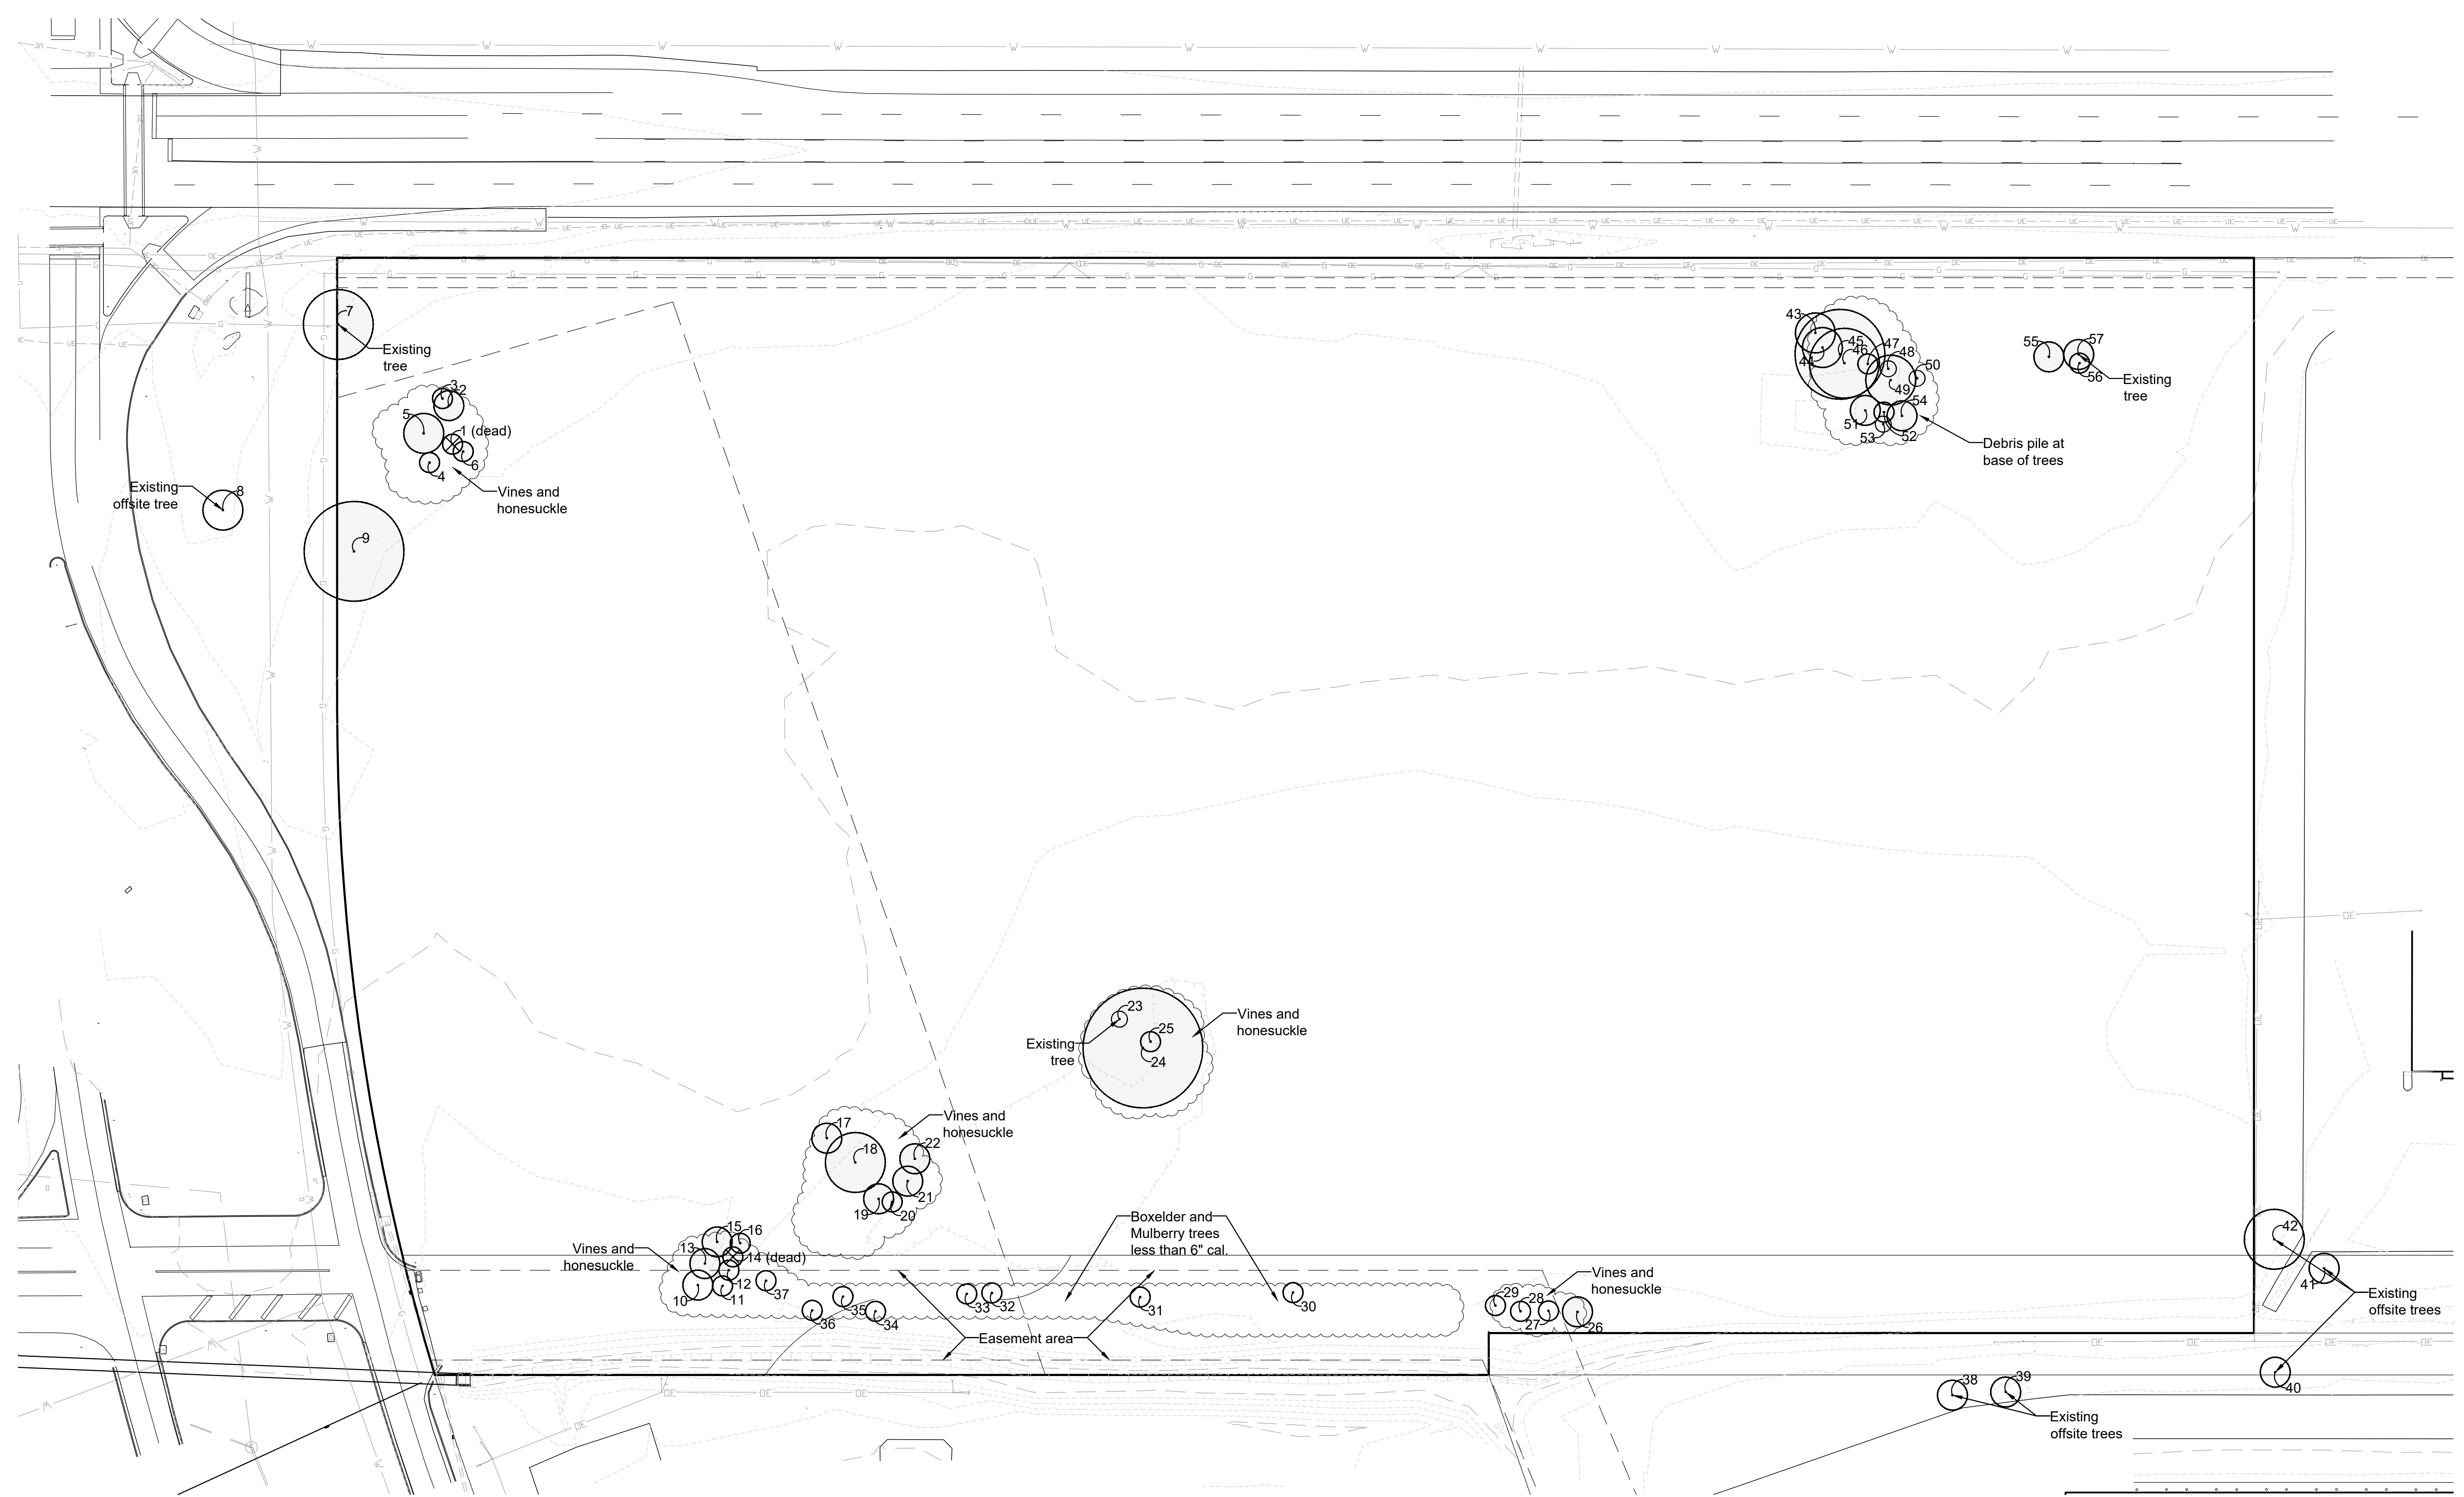 7
Existing
tree
3
2
5
1 (dead)
6
4
Vines and
honesuckle
8
Existing
offsite tree
9
43
44
45
46
47
48
49
50
51
52
53
54
Debris pile at
base of trees
55
57
56
Existing
tree
23
25
24
Existing
tree
Vines and
honesuckle
17
18
22
21
19
20
Vines and
honesuckle
15
16
13
14 (dead)
12
11
10
37
Vines and
honesuckle
36
35
34
33
32
31
30
Boxelder and
Mulberry trees
less than 6" cal.
Easement area
29
28
27
26
Vines and
honesuckle
42
41
40
Existing
offsite trees
38
39
Existing
offsite trees